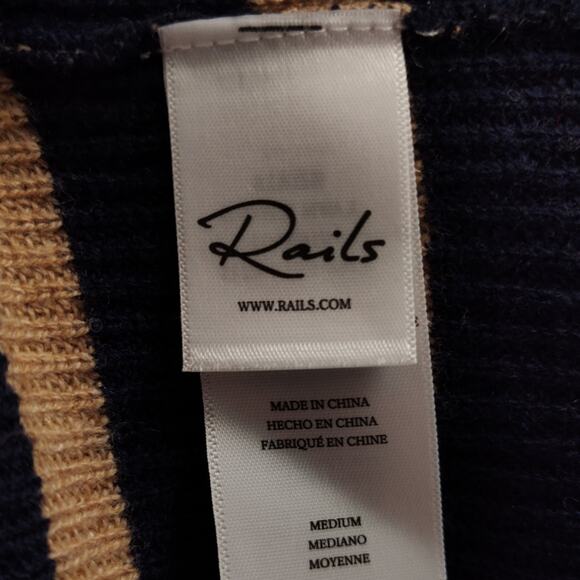 Rails
WWW.RAILS.COM
MADE IN CHINA
HECHO EN CHINA
FABRIQUÉ EN CHINE
MEDIUM
MEDIANO
MOYENNE